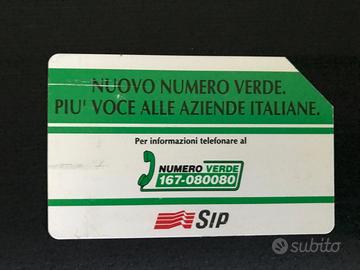 NUOVO NUMERO VERDE.
PIU' VOCE ALLE AZIENDE ITALIANE.
Per informazioni telefonare al
NUMERO VERDE
167-080080
SIP
subito